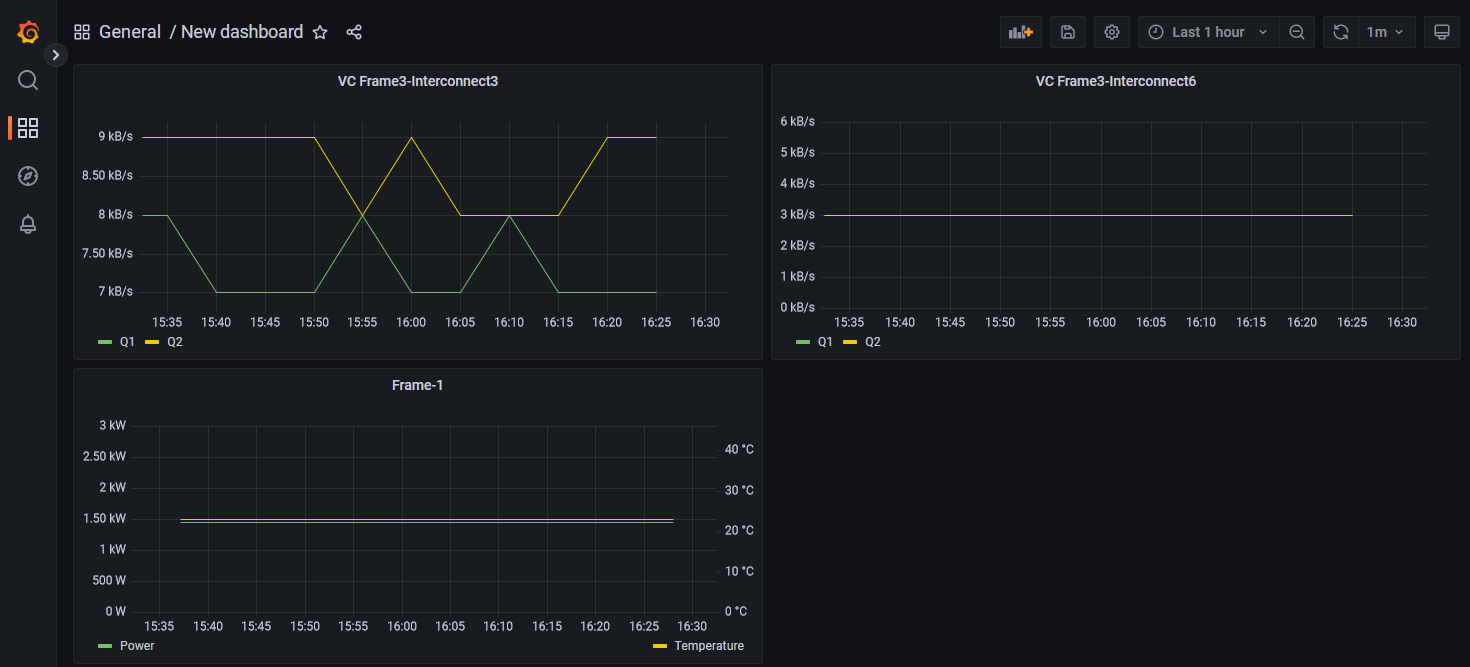 General / New dashboard
Last 1 hour
1m
VC Frame3-Interconnect3
9 kB/s
8.50 kB/s
8 kB/s
7.50 kB/s
7 kB/s
15:35 15:40 15:45 15:50 15:55 16:00 16:05 16:10 16:15 16:20 16:25 16:30
Q1 Q2
VC Frame3-Interconnect6
6 kB/s
5 kB/s
4 kB/s
3 kB/s
2 kB/s
1 kB/s
0 kB/s
15:35 15:40 15:45 15:50 15:55 16:00 16:05 16:10 16:15 16:20 16:25 16:30
Q1 Q2
Frame-1
3 kW
2.50 kW
2 kW
1.50 kW
1 kW
500 W
0 W
40 °C
30 °C
20 °C
10 °C
0 °C
15:35 15:40 15:45 15:50 15:55 16:00 16:05 16:10 16:15 16:20 16:25 16:30
Power Temperature